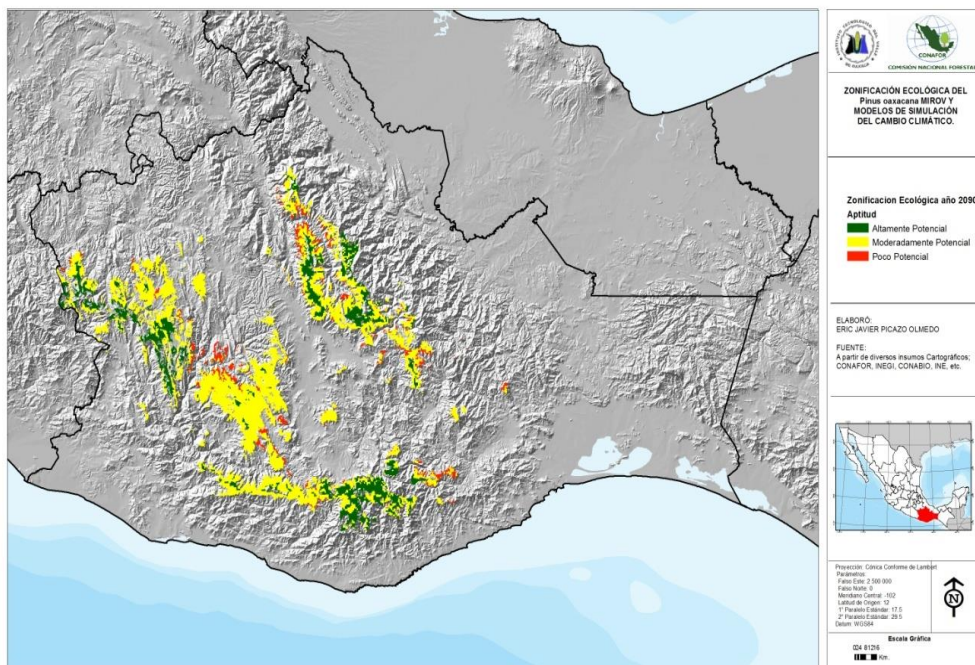 CONAFOR
COMISIÓN NACIONAL FORESTAL
ZONIFICACIÓN ECOLÓGICA DEL
Pinus oaxacana MIROV Y
MODELOS DE SIMULACIÓN
DEL CAMBIO CLIMÁTICO.
Zonificacion Ecológica año 2090
Aptitud
Altamente Potencial
Moderadamente Potencial
Poco Potencial
ELABORÓ:
ERIC JAVIER PICAZO OLMEDO
FUENTE:
A partir de diversos insumos Cartográficos;
CONAFOR, INEGI, CONABIO, INE, etc.
Proyección: Cónica Conforme de Lambert
Parámetros
Falso Este: 2 500 000
Falso Norte: 0
Meridiano Central: -102
Latitud de Origen: 12
1° Paralelo Estándar: 17.5
2° Paralelo Estándar: 29.5
Datum: WGS84
N
Escala Gráfica
024 81216
Km.